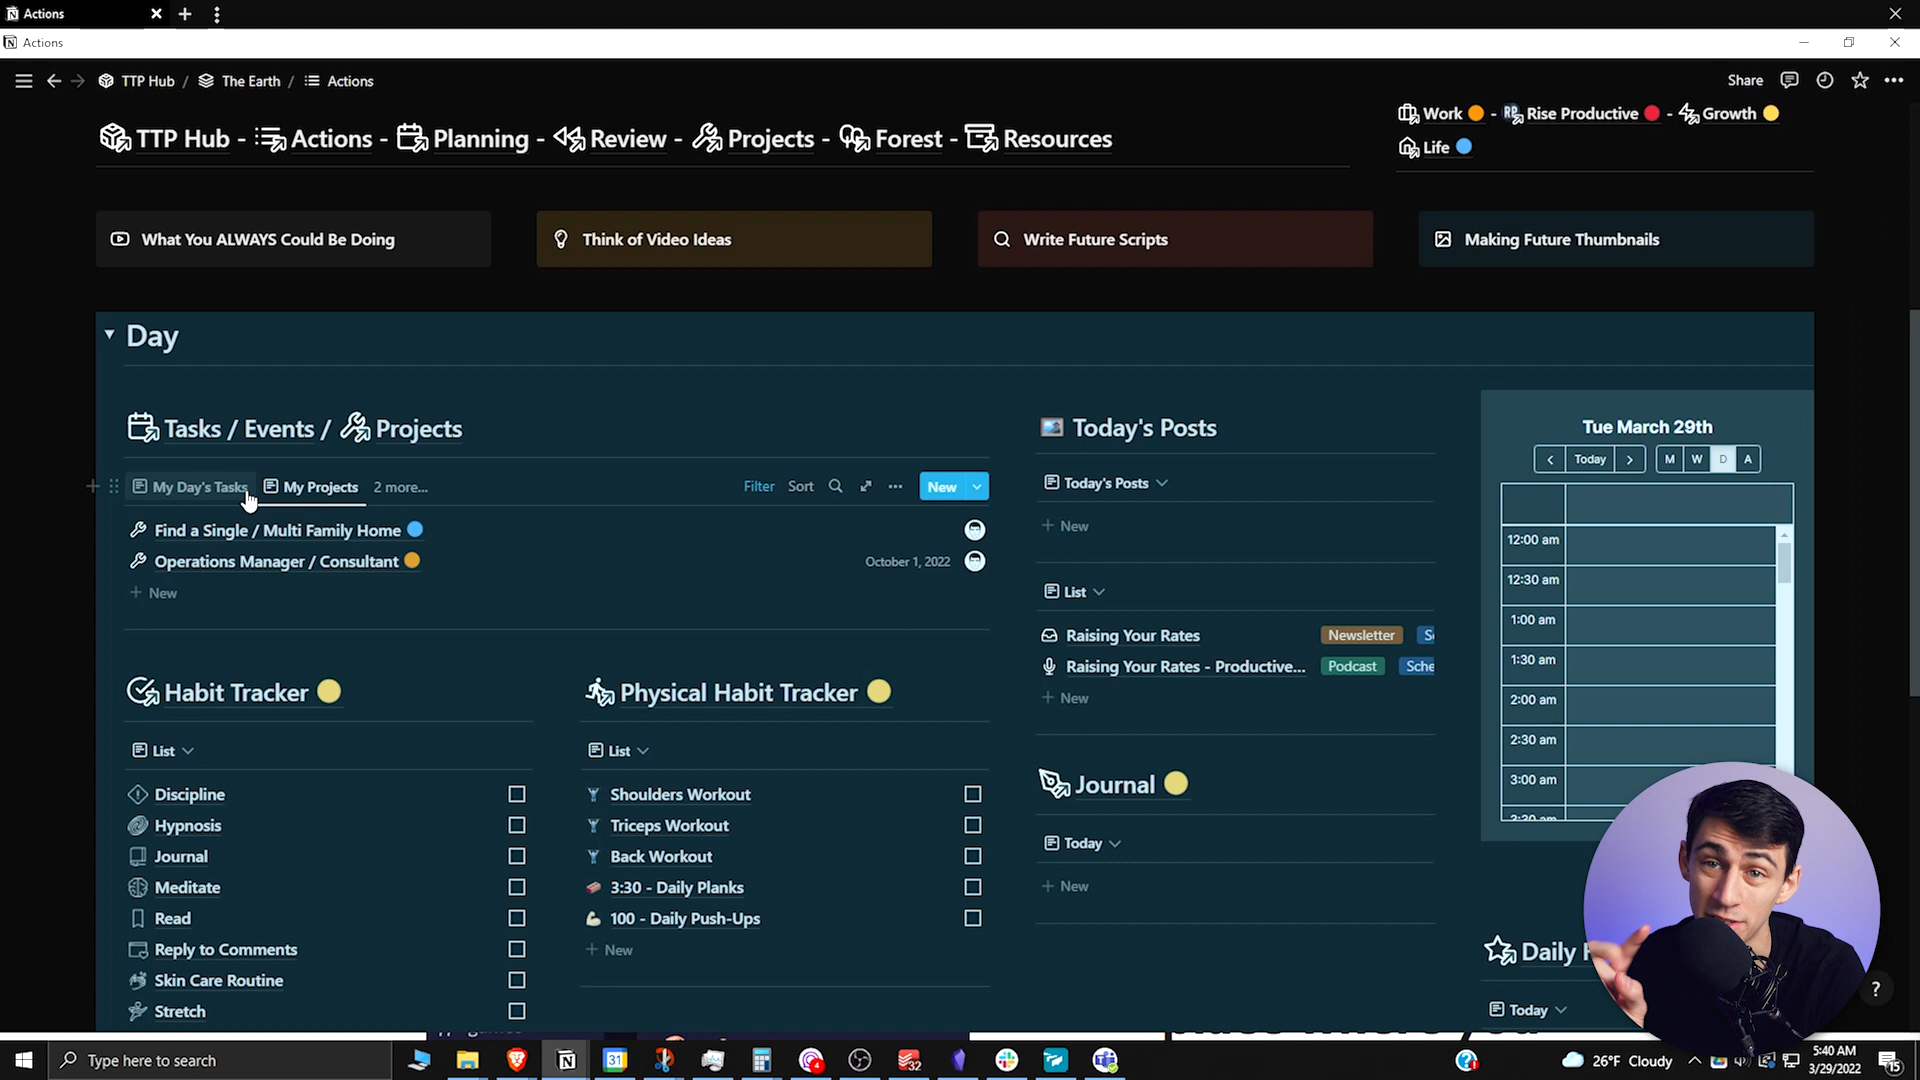 Actions
Actions
TTP Hub / The Earth / Actions
Share
TTP Hub - Actions - Planning - Review - Projects - Forest - Resources
Work - Rise Productive - Growth
Life
What You ALWAYS Could Be Doing
Think of Video Ideas
Write Future Scripts
Making Future Thumbnails
Day
Tasks / Events / Projects
My Day's Tasks
My Projects
2 more...
Filter
Sort
New
Find a Single / Multi Family Home
Operations Manager / Consultant
October 1, 2022
+ New
Today's Posts
Today's Posts
+ New
List
Raising Your Rates
Newsletter
Raising Your Rates - Productive...
Podcast
Sche
+ New
Tue March 29th
< Today >
M W D A
12:00 am
12:30 am
1:00 am
1:30 am
2:00 am
2:30 am
3:00 am
3:30 am
Habit Tracker
List
Discipline
Hypnosis
Journal
Meditate
Read
Reply to Comments
Skin Care Routine
Stretch
Physical Habit Tracker
List
Shoulders Workout
Triceps Workout
Back Workout
3:30 - Daily Planks
100 - Daily Push-Ups
+ New
Journal
Today
+ New
Daily
Today
?
Type here to search
31
4
32
26°F Cloudy
5:40 AM
3/29/2022
15